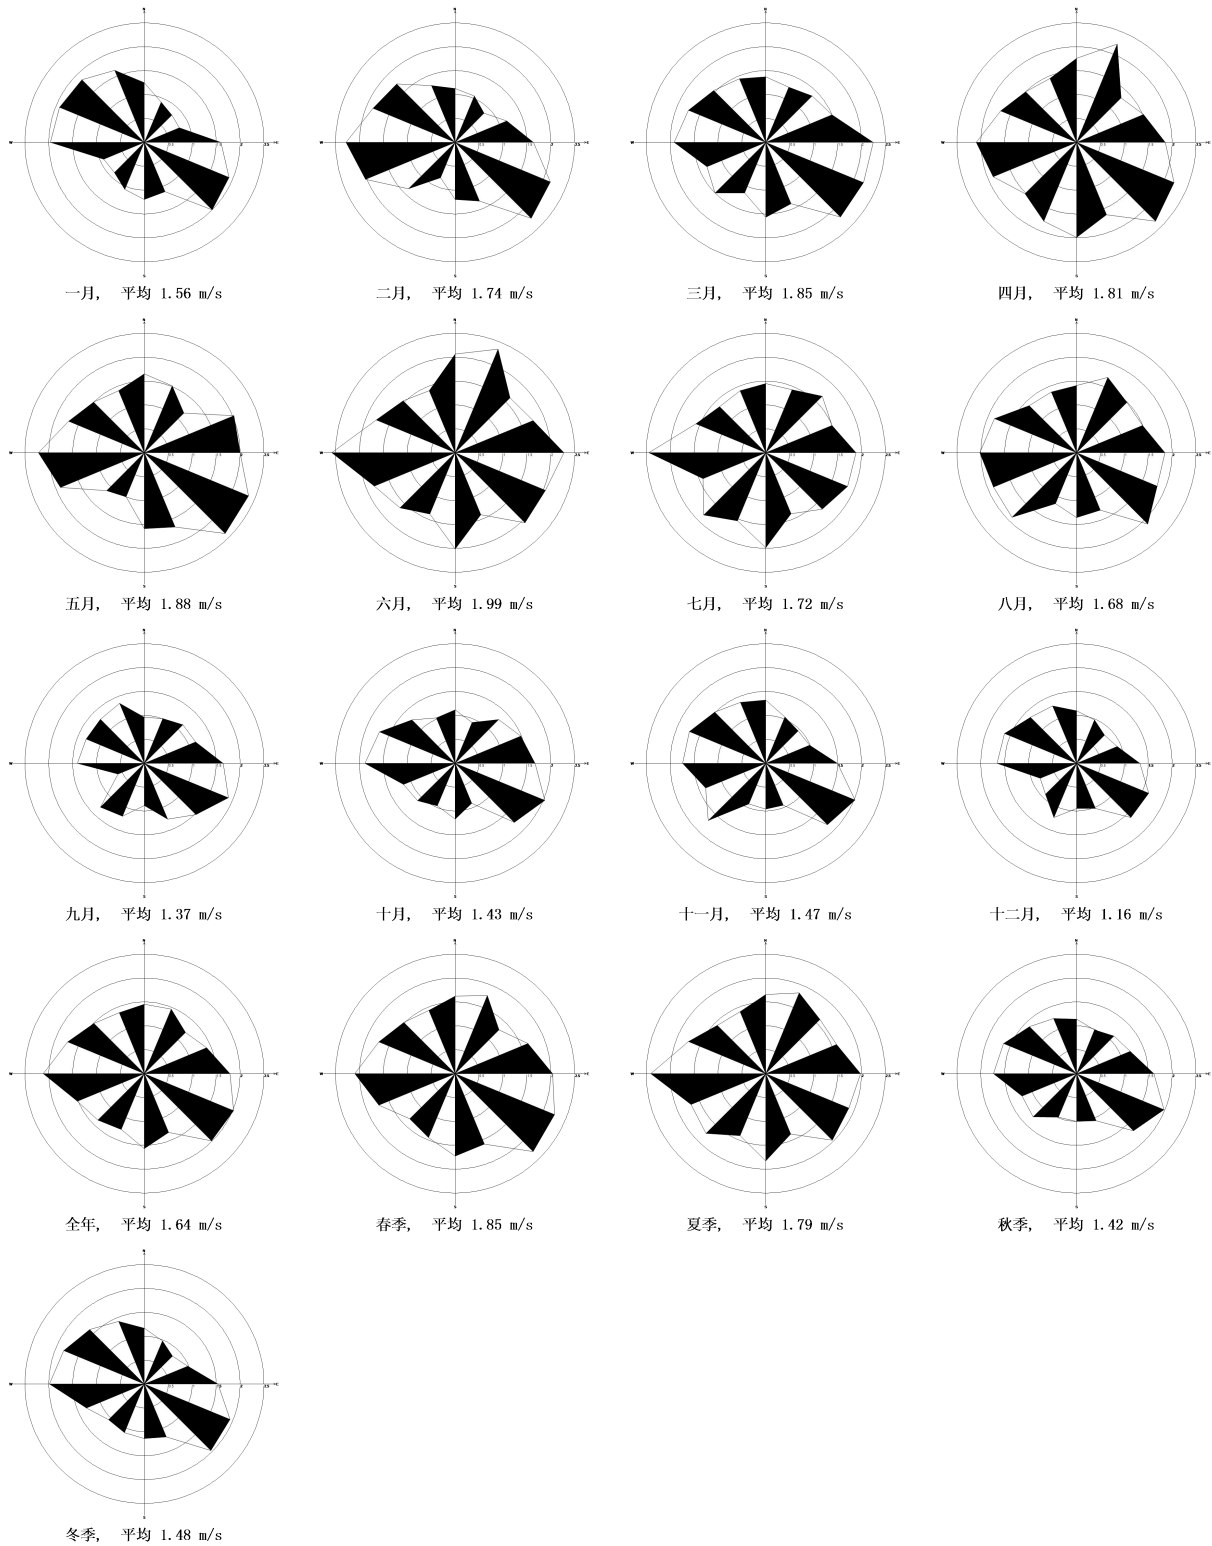 一月， 平均 1.56 m/s
二月， 平均 1.74 m/s
三月， 平均 1.85 m/s
四月， 平均 1.81 m/s
五月， 平均 1.88 m/s
六月， 平均 1.99 m/s
七月， 平均 1.72 m/s
八月， 平均 1.68 m/s
九月， 平均 1.37 m/s
十月， 平均 1.43 m/s
十一月， 平均 1.47 m/s
十二月， 平均 1.16 m/s
全年， 平均 1.64 m/s
春季， 平均 1.85 m/s
夏季， 平均 1.79 m/s
秋季， 平均 1.42 m/s
冬季， 平均 1.48 m/s